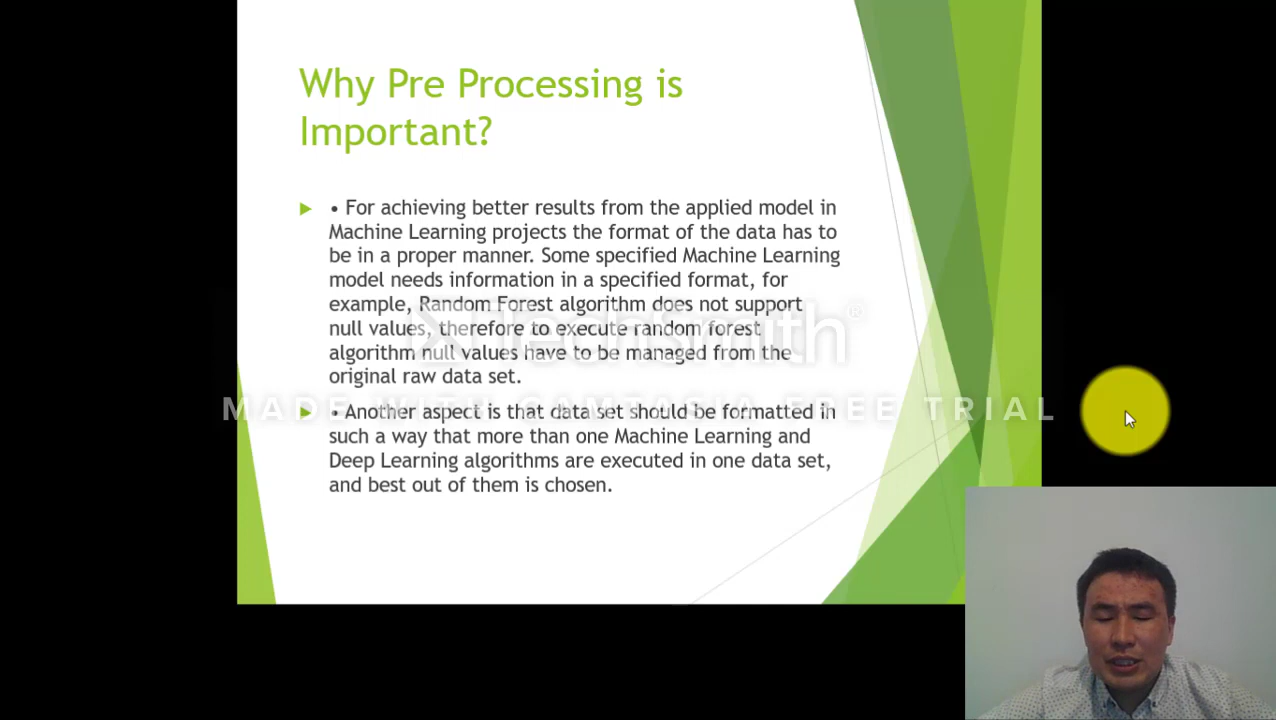 Why Pre Processing is
Important?
• For achieving better results from the applied model in
Machine Learning projects the format of the data has to
be in a proper manner. Some specified Machine Learning
model needs information in a specified format, for
example, Random Forest algorithm does not support
null values, therefore to execute random forest
algorithm null values have to be managed from the
original raw data set.
• Another aspect is that data set should be formatted in
such a way that more than one Machine Learning and
Deep Learning algorithms are executed in one data set,
and best out of them is chosen.
TechSmith®
MADE WITH CAMTASIA FREE TRIAL